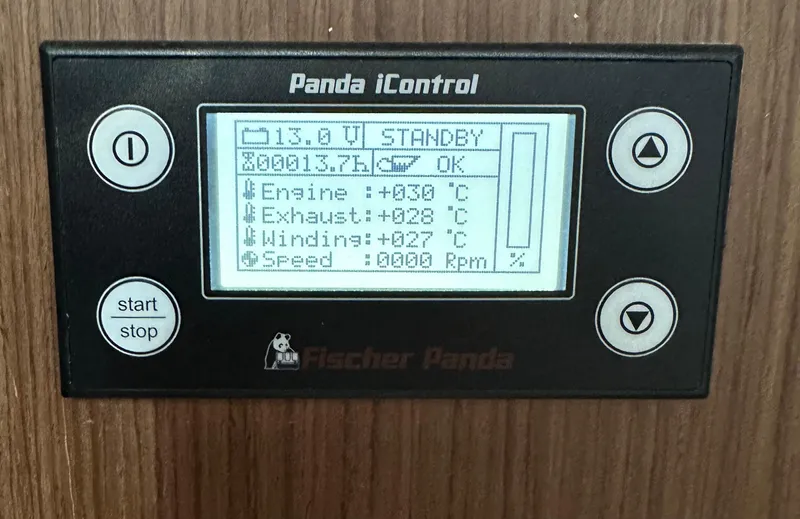 Panda iControl
13.0 V STANDBY
00013.7h OK
Engine :+030 °C
Exhaust:+028 °C
Winding:+027 °C
Speed :0000 Rpm %
start
stop
Fischer Panda